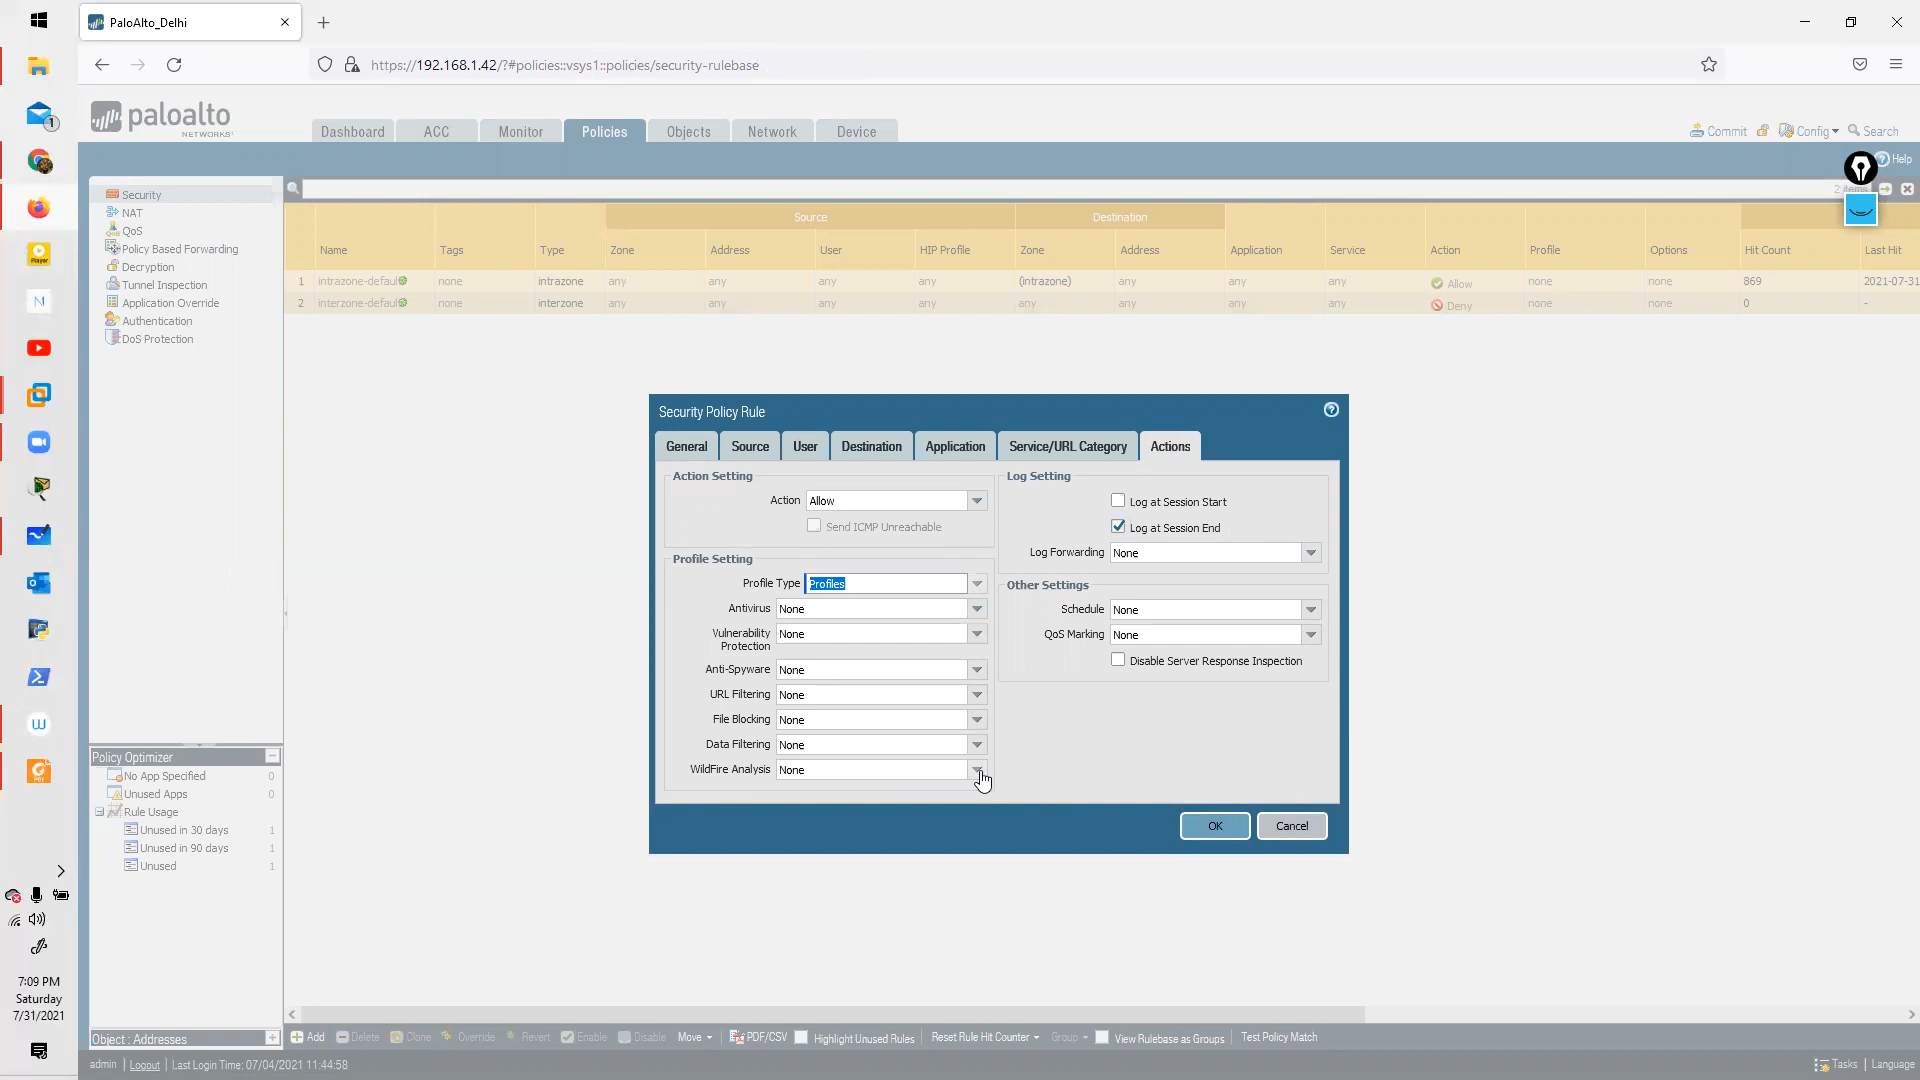 PaloAlto_Delhi
https://192.168.1.42/?#policies::vsys1::policies/security-rulebase
paloalto
NETWORKS
Dashboard ACC Monitor Policies Objects Network Device
Commit Config Search
Help
2 items
Security
NAT
QoS
Policy Based Forwarding
Decryption
Tunnel Inspection
Application Override
Authentication
DoS Protection
Source Destination
Name Tags Type Zone Address User HIP Profile Zone Address Application Service Action Profile Options Hit Count Last Hit
1 intrazone-default none intrazone any any any any (intrazone) any any any Allow none none 869 2021-07-31
2 interzone-default none interzone any any any any any any any any Deny none none 0 -
Security Policy Rule
General Source User Destination Application Service/URL Category Actions
Action Setting
Action Allow
Send ICMP Unreachable
Profile Setting
Profile Type Profiles
Antivirus None
Vulnerability Protection None
Anti-Spyware None
URL Filtering None
File Blocking None
Data Filtering None
WildFire Analysis None
Log Setting
Log at Session Start
Log at Session End
Log Forwarding None
Other Settings
Schedule None
QoS Marking None
Disable Server Response Inspection
OK Cancel
Policy Optimizer
No App Specified 0
Unused Apps 0
Rule Usage
Unused in 30 days 1
Unused in 90 days 1
Unused 1
Object : Addresses
Add Delete Clone Override Revert Enable Disable Move PDF/CSV Highlight Unused Rules Reset Rule Hit Counter Group View Rulebase as Groups Test Policy Match
admin | Logout | Last Login Time: 07/04/2021 11:44:58
Tasks | Language
1
Player
N
W
7:09 PM
Saturday
7/31/2021